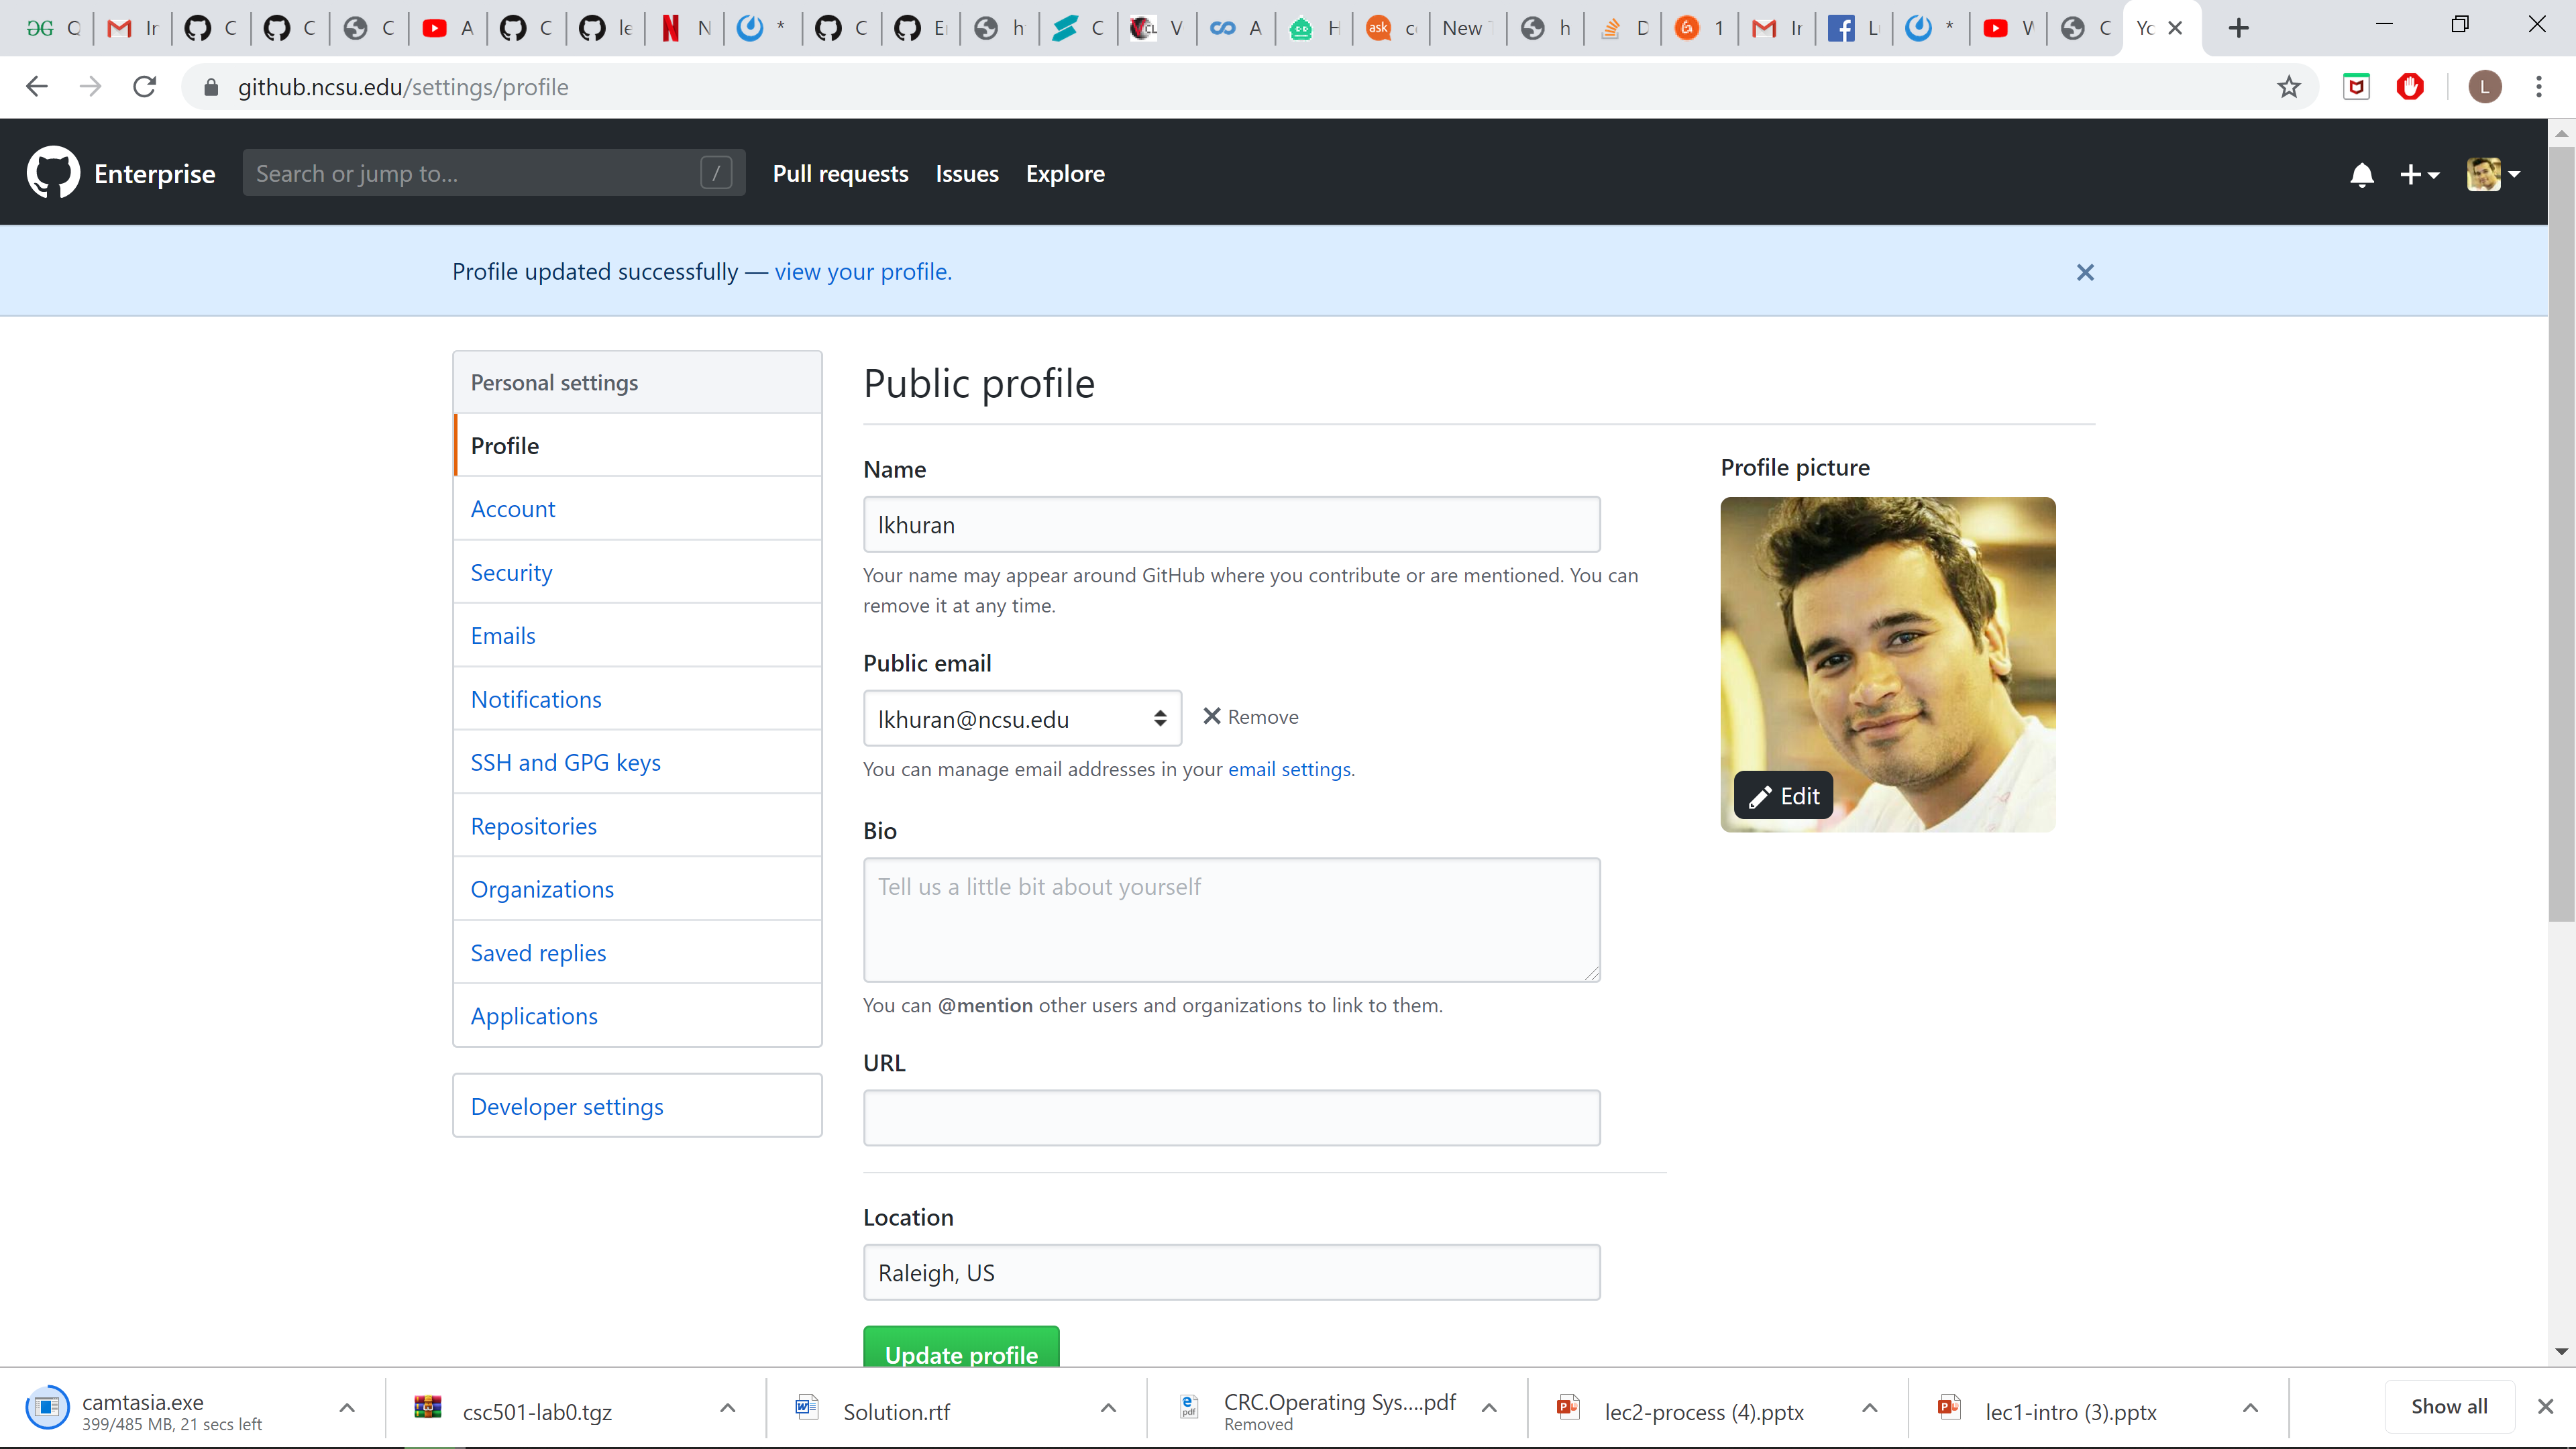 github.ncsu.edu/settings/profile
L
Enterprise
Search or jump to...
/
Pull requests
Issues
Explore
Profile updated successfully — view your profile.
Personal settings
Profile
Account
Security
Emails
Notifications
SSH and GPG keys
Repositories
Organizations
Saved replies
Applications
Developer settings
Public profile
Name
lkhuran
Your name may appear around GitHub where you contribute or are mentioned. You can
remove it at any time.
Public email
lkhuran@ncsu.edu
Remove
You can manage email addresses in your email settings.
Bio
Tell us a little bit about yourself
You can @mention other users and organizations to link to them.
URL
Location
Raleigh, US
Update profile
Profile picture
Edit
camtasia.exe
399/485 MB, 21 secs left
csc501-lab0.tgz
Solution.rtf
CRC.Operating Sys....pdf
Removed
lec2-process (4).pptx
lec1-intro (3).pptx
Show all